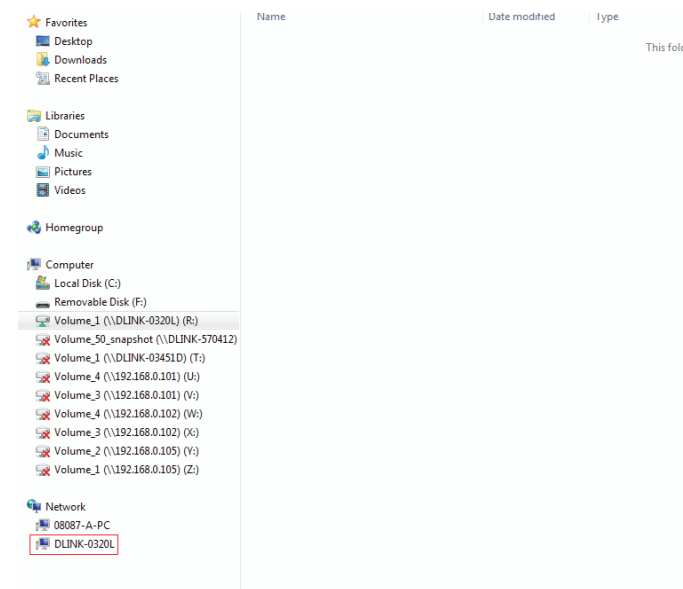 Name Date modified Type
This fol
Favorites
Desktop
Downloads
Recent Places
Libraries
Documents
Music
Pictures
Videos
Homegroup
Computer
Local Disk (C:)
Removable Disk (F:)
Volume_1 (\\DLINK-0320L) (R:)
Volume_50_snapshot (\\DLINK-570412)
Volume_1 (\\DLINK-03451D) (T:)
Volume_4 (\\192.168.0.101) (U:)
Volume_3 (\\192.168.0.101) (V:)
Volume_4 (\\192.168.0.102) (W:)
Volume_3 (\\192.168.0.102) (X:)
Volume_2 (\\192.168.0.105) (Y:)
Volume_1 (\\192.168.0.105) (Z:)
Network
08087-A-PC
DLINK-0320L